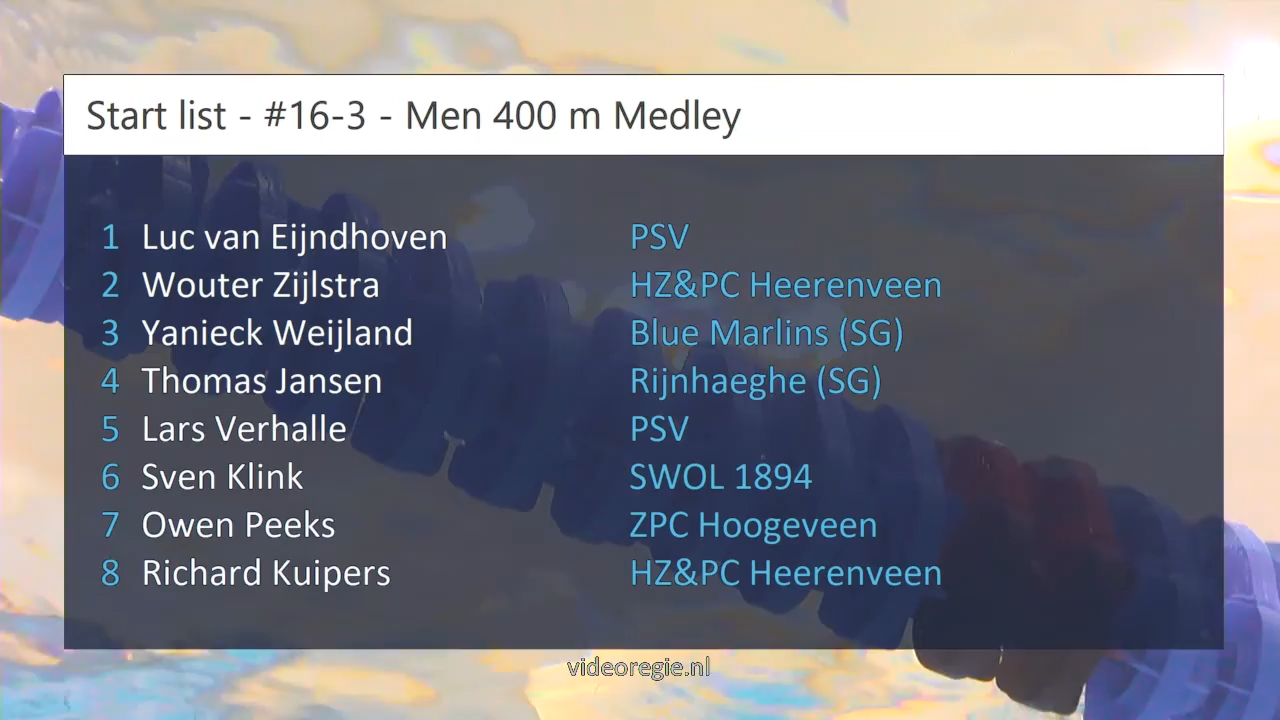 Start list - #16-3 - Men 400 m Medley
1 Luc van Eijndhoven PSV
2 Wouter Zijlstra HZ&PC Heerenveen
3 Yanieck Weijland Blue Marlins (SG)
4 Thomas Jansen Rijnhaeghe (SG)
5 Lars Verhalle PSV
6 Sven Klink SWOL 1894
7 Owen Peeks ZPC Hoogeveen
8 Richard Kuipers HZ&PC Heerenveen
videoregie.nl